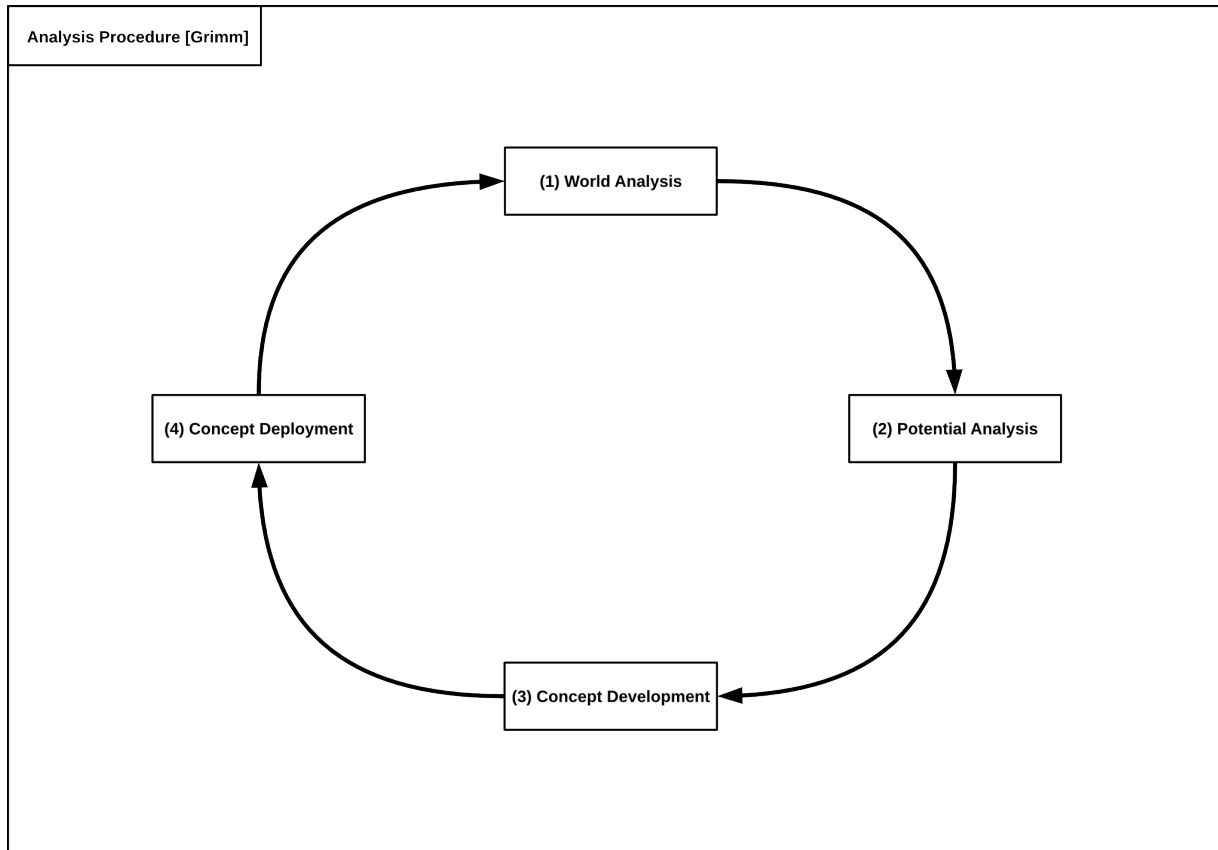 Analysis Procedure [Grimm]
(1) World Analysis
(4) Concept Deployment
(2) Potential Analysis
(3) Concept Development